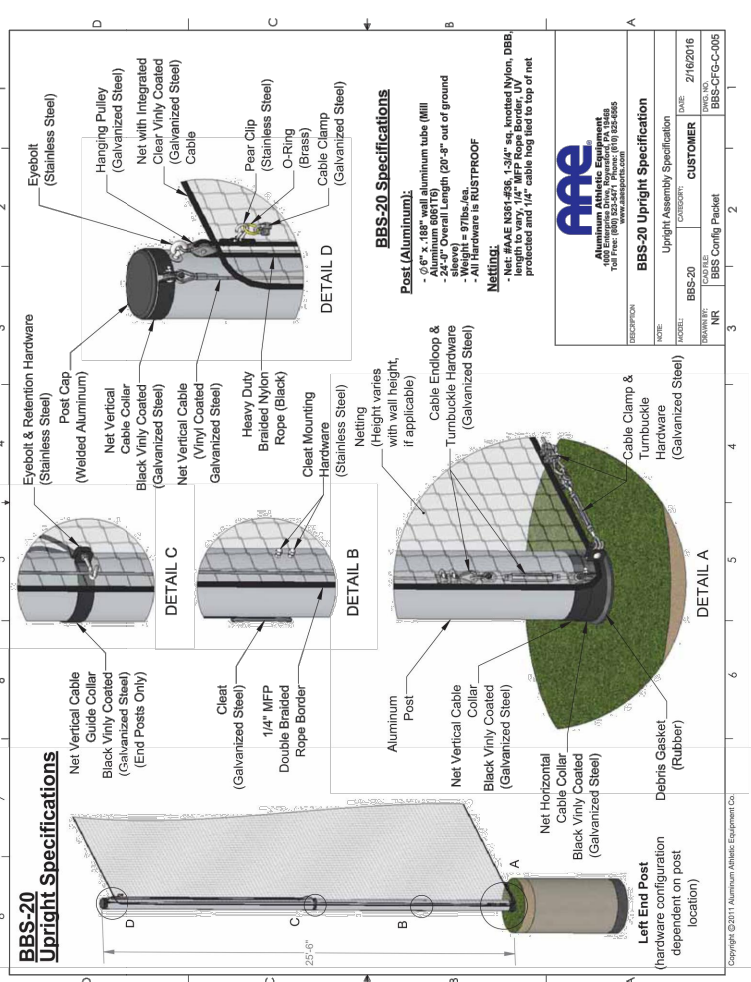 BBS-20
Upright Specifications
25'-6"
D
C
B
A
Left End Post
(hardware configuration
dependent on post
location)
Net Vertical Cable
Guide Collar
Black Vinly Coated
(Galvanized Steel)
(End Posts Only)
Eyebolt & Retention Hardware
(Stainless Steel)
DETAIL C
Cleat
(Galvanized Steel)
1/4" MFP
Double Braided
Rope Border
Cleat Mounting
Hardware
(Stainless Steel)
DETAIL B
Post Cap
(Welded Aluminum)
Net Vertical
Cable Collar
Black Vinly Coated
(Galvanized Steel)
Net Vertical Cable
(Vinyl Coated
Galvanized Steel)
Heavy Duty
Braided Nylon
Rope (Black)
Eyebolt
(Stainless Steel)
Hanging Pulley
(Galvanized Steel)
Net with Integrated
Clear Vinly Coated
(Galvanized Steel)
Cable
Pear Clip
(Stainless Steel)
O-Ring
(Brass)
Cable Clamp
(Galvanized Steel)
DETAIL D
Aluminum
Post
Net Vertical Cable
Collar
Black Vinly Coated
(Galvanized Steel)
Net Horizontal
Cable Collar
Black Vinly Coated
(Galvanized Steel)
Debris Gasket
(Rubber)
Netting
(Height varies
with wall height,
if applicable)
Cable Endloop &
Turnbuckle Hardware
(Galvanized Steel)
Cable Clamp &
Turnbuckle
Hardware
(Galvanized Steel)
DETAIL A
BBS-20 Specifications
Post (Aluminum):
- ∅6" x .188" wall aluminum tube (Mill
Aluminum 6061T6)
- 24'-0" Overall Length (20'-8" out of ground
sleeve)
- Weight = 97lbs./ea.
- All Hardware is RUSTPROOF
Netting:
- Net: #AAE N361-#36, 1-3/4" sq. knotted Nylon, DBB,
length to vary, 1/4" MFP Rope Border, UV
protected and 1/4" cable hog tied to top of net
AAE
Aluminum Athletic Equipment
1000 Enterprise Drive, Royersford, PA 19468
Toll Free: (800) 523-5471 Phone: (610) 825-6565
www.aaesports.com
DESCRIPTION
BBS-20 Upright Specification
NOTE:
Upright Assembly Specification
MODEL:
BBS-20
CATEGORY:
CUSTOMER
DATE:
2/16/2016
DRAWN BY:
NR
CAD FILE:
BBS Config Packet
DWG. NO.
BBS-CFG-C-005
8
7
6
5
4
3
2
1
D
C
B
A
Copyright ©2011 Aluminum Athletic Equipment Co.